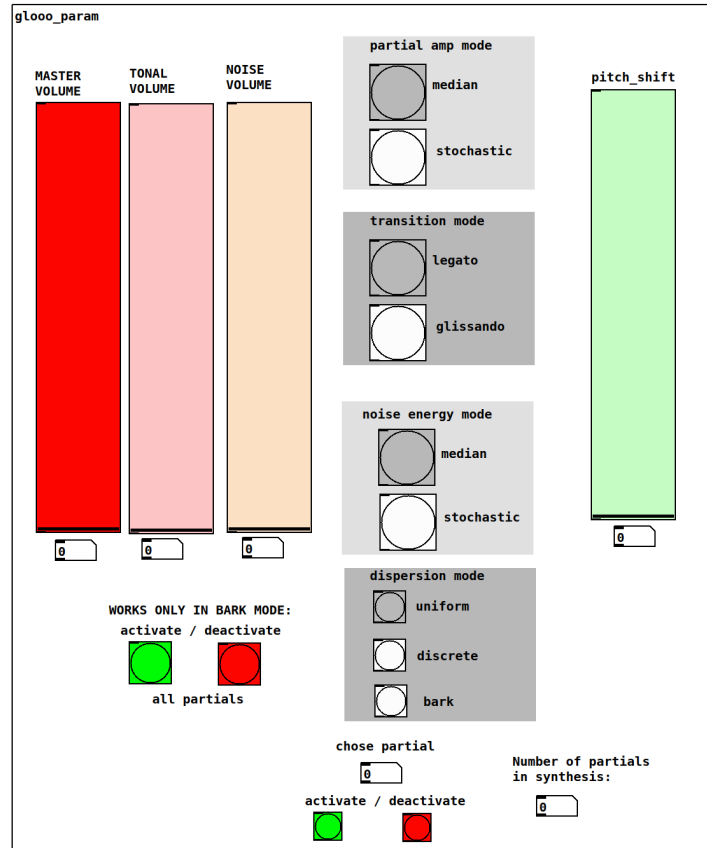 glooo_param
MASTER
VOLUME
TONAL
VOLUME
NOISE
VOLUME
0
0
0
partial amp mode
median
stochastic
transition mode
legato
glissando
noise energy mode
median
stochastic
dispersion mode
uniform
discrete
bark
pitch_shift
0
WORKS ONLY IN BARK MODE:
activate / deactivate
all partials
chose partial
0
activate / deactivate
Number of partials
in synthesis:
0